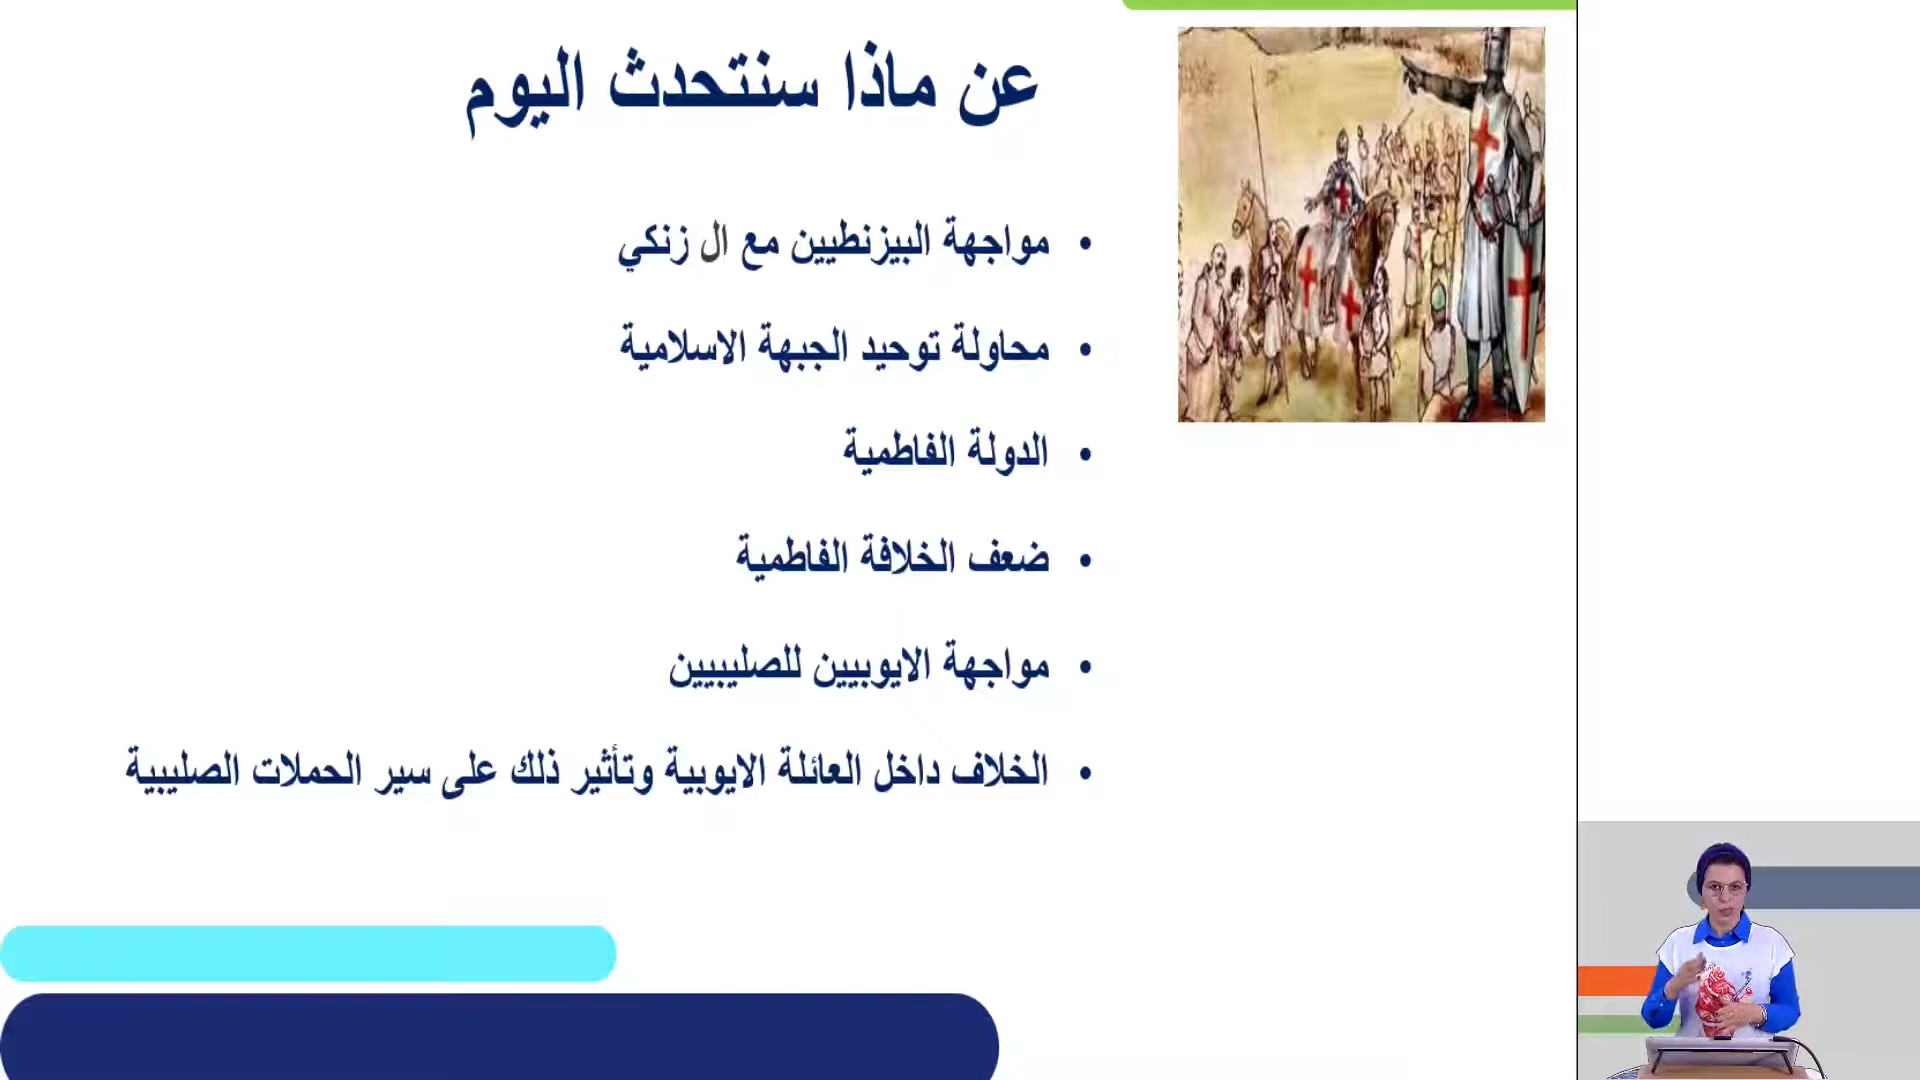 عن ماذا سنتحدث اليوم
• مواجهة البيزنطيين مع ال زنكي
• محاولة توحيد الجبهة الاسلامية
• الدولة الفاطمية
• ضعف الخلافة الفاطمية
• مواجهة الايوبيين للصليبيين
• الخلاف داخل العائلة الايوبية وتأثير ذلك على سير الحملات الصليبية